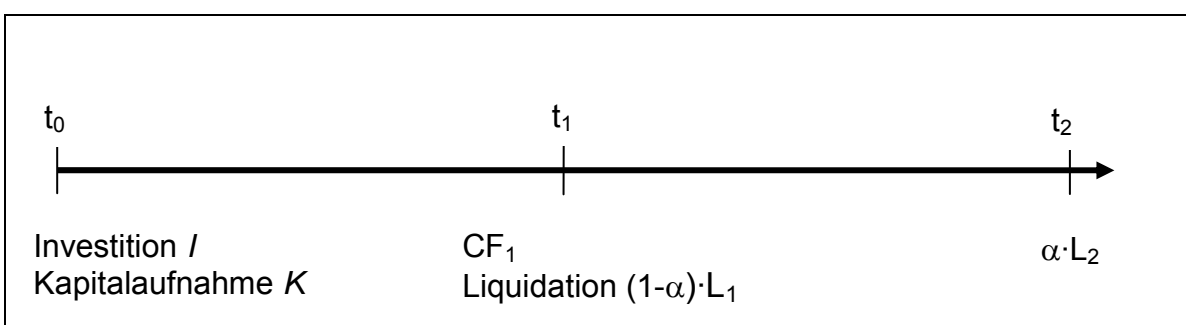 t₀ t₁ t₂
Investition I CF₁ α·L₂
Kapitalaufnahme K Liquidation (1-α)·L₁